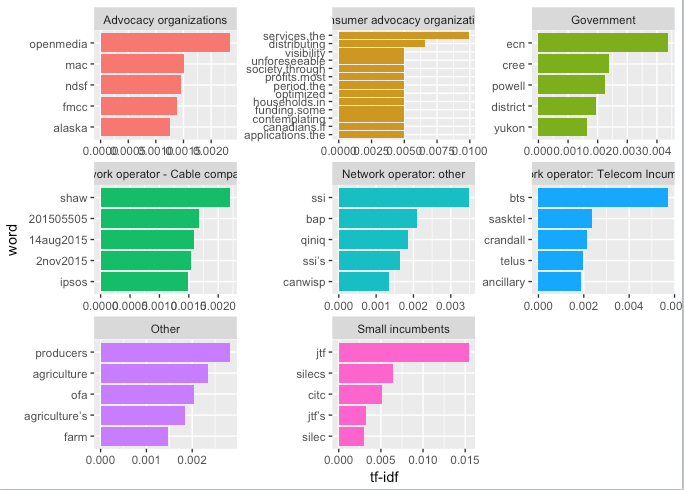 Advocacy organizations
openmedia
mac
ndsf
fmcc
alaska
0.0000 0.0005 0.0010 0.0015 0.0020
nsumer advocacy organizati
services.the
distributing
visibility
unforeseeable
society.through
profits.most
period.the
optimized
households.in
funding.some
contemplating
canadians.if
applications.the
0.0000 0.0025 0.0050 0.0075 0.0100
Government
ecn
cree
powell
district
yukon
0.000 0.001 0.002 0.003 0.004
word
work operator - Cable compa
shaw
201505505
14aug2015
2nov2015
ipsos
0.0000 0.0005 0.0010 0.0015 0.0020
Network operator: other
ssi
bap
qiniq
ssi's
canwisp
0.000 0.001 0.002 0.003
rk operator: Telecom Incum
bts
sasktel
crandall
telus
ancillary
0.000 0.002 0.004 0.00
Other
producers
agriculture
ofa
agriculture's
farm
0.000 0.001 0.002
Small incumbents
jtf
silecs
citc
jtf's
silec
0.000 0.005 0.010 0.015
tf-idf